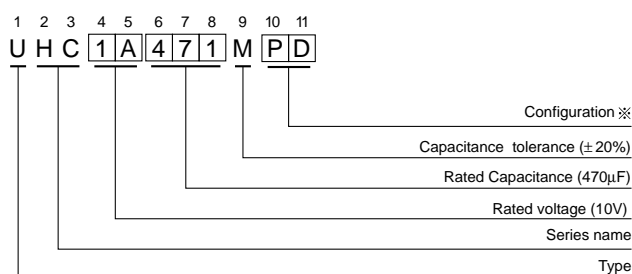 1 2 3 4 5 6 7 8 9 10 11
U H C 1 A 4 7 1 M P D
Configuration ※
Capacitance tolerance (±20%)
Rated Capacitance (470µF)
Rated voltage (10V)
Series name
Type